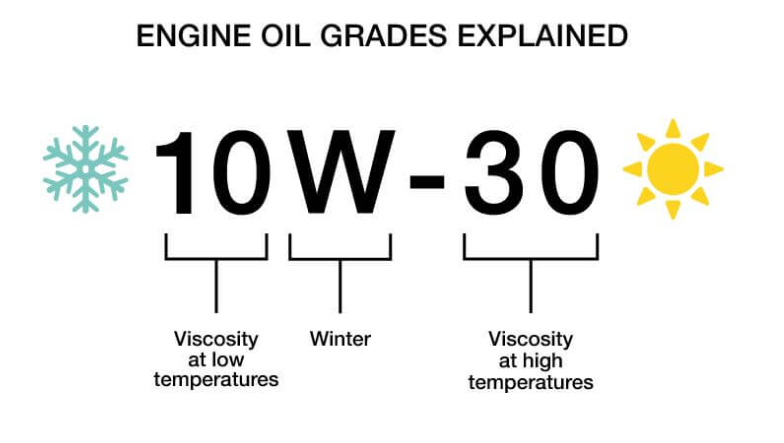 ENGINE OIL GRADES EXPLAINED
10W-30
Viscosity
at low
temperatures
Winter
Viscosity
at high
temperatures